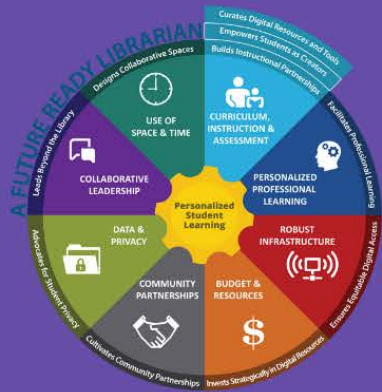 A FUTURE READY LIBRARIAN
Curates Digital Resources and Tools
Empowers Students as Creators
Builds Instructional Partnerships
Designs Collaborative Spaces
USE OF
SPACE & TIME
CURRICULUM,
INSTRUCTION &
ASSESSMENT
Facilitates Professional Learning
PERSONALIZED
PROFESSIONAL
LEARNING
Leads Beyond the Library
COLLABORATIVE
LEADERSHIP
Personalized
Student
Learning
DATA &
PRIVACY
Advocates for Student Privacy
ROBUST
INFRASTRUCTURE
Ensures Equitable Digital Access
COMMUNITY
PARTNERSHIPS
Cultivates Community Partnerships
BUDGET &
RESOURCES
$
Invests Strategically in Digital Resources